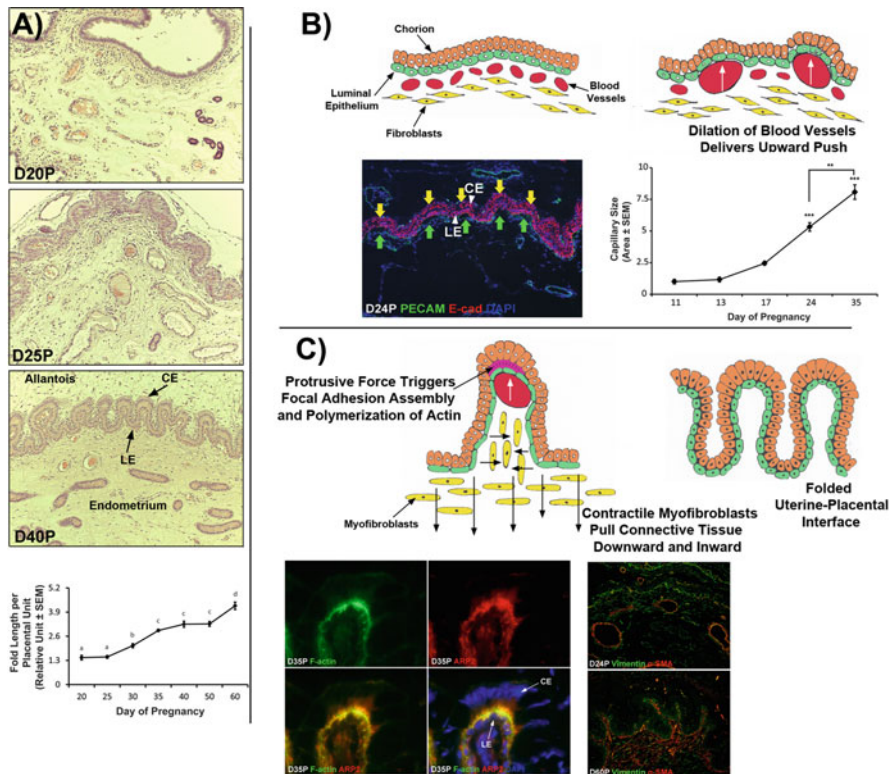 A)
D20P
D25P
Allantois
CE
LE
Endometrium
D40P
Fold Length per
Placental Unit
(Relative Unit ± SEM)
5.2
3.9
2.6
1.3
0
a
a
b
c
c
c
d
20
25
30
35
40
50
60
Day of Pregnancy
B)
Chorion
Luminal
Epithelium
Blood
Vessels
Fibroblasts
Dilation of Blood Vessels
Delivers Upward Push
CE
LE
D24P PECAM E-cad DAPI
Capillary Size
(Area ± SEM)
10
7.5
5
2.5
0
***
**
***
11
13
17
24
35
Day of Pregnancy
C)
Protrusive Force Triggers
Focal Adhesion Assembly
and Polymerization of Actin
Myofibroblasts
Contractile Myofibroblasts
Pull Connective Tissue
Downward and Inward
Folded
Uterine-Placental
Interface
D35P F-actin
D35P ARP2
D35P F-actin ARP2
CE
LE
D35P F-actin ARP2
D24P Vimentin α-SMA
D60P Vimentin α-SMA